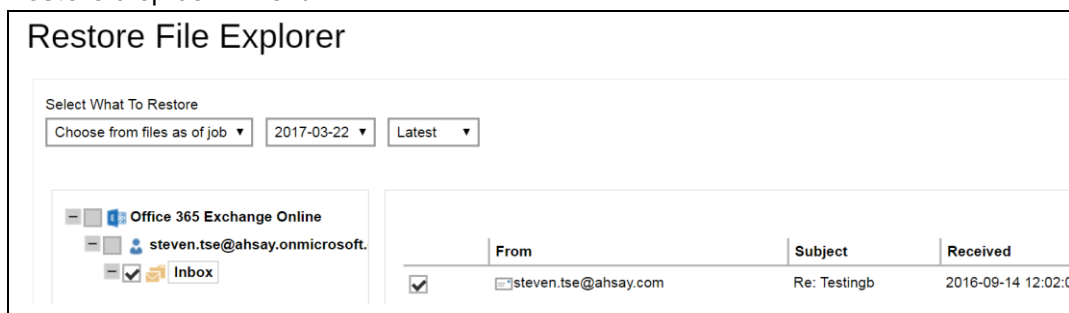 Restore File Explorer
Select What To Restore
Choose from files as of job ▼ 2017-03-22 ▼ Latest ▼
Office 365 Exchange Online
steven.tse@ahsay.onmicrosoft.
Inbox
From Subject Received
steven.tse@ahsay.com Re: Testingb 2016-09-14 12:02:0